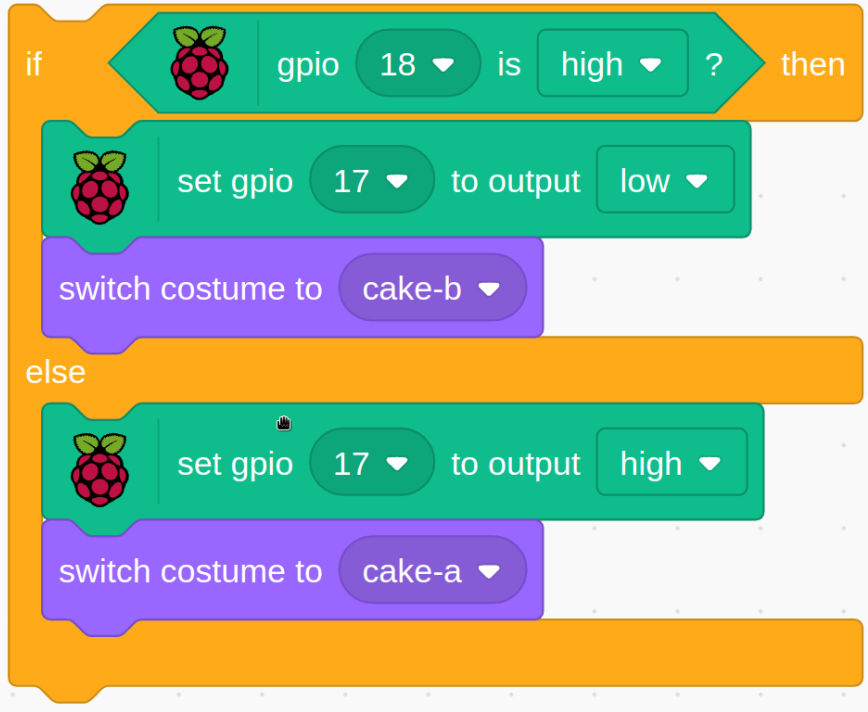 if gpio 18 is high ? then
set gpio 17 to output low
switch costume to cake-b
else
set gpio 17 to output high
switch costume to cake-a